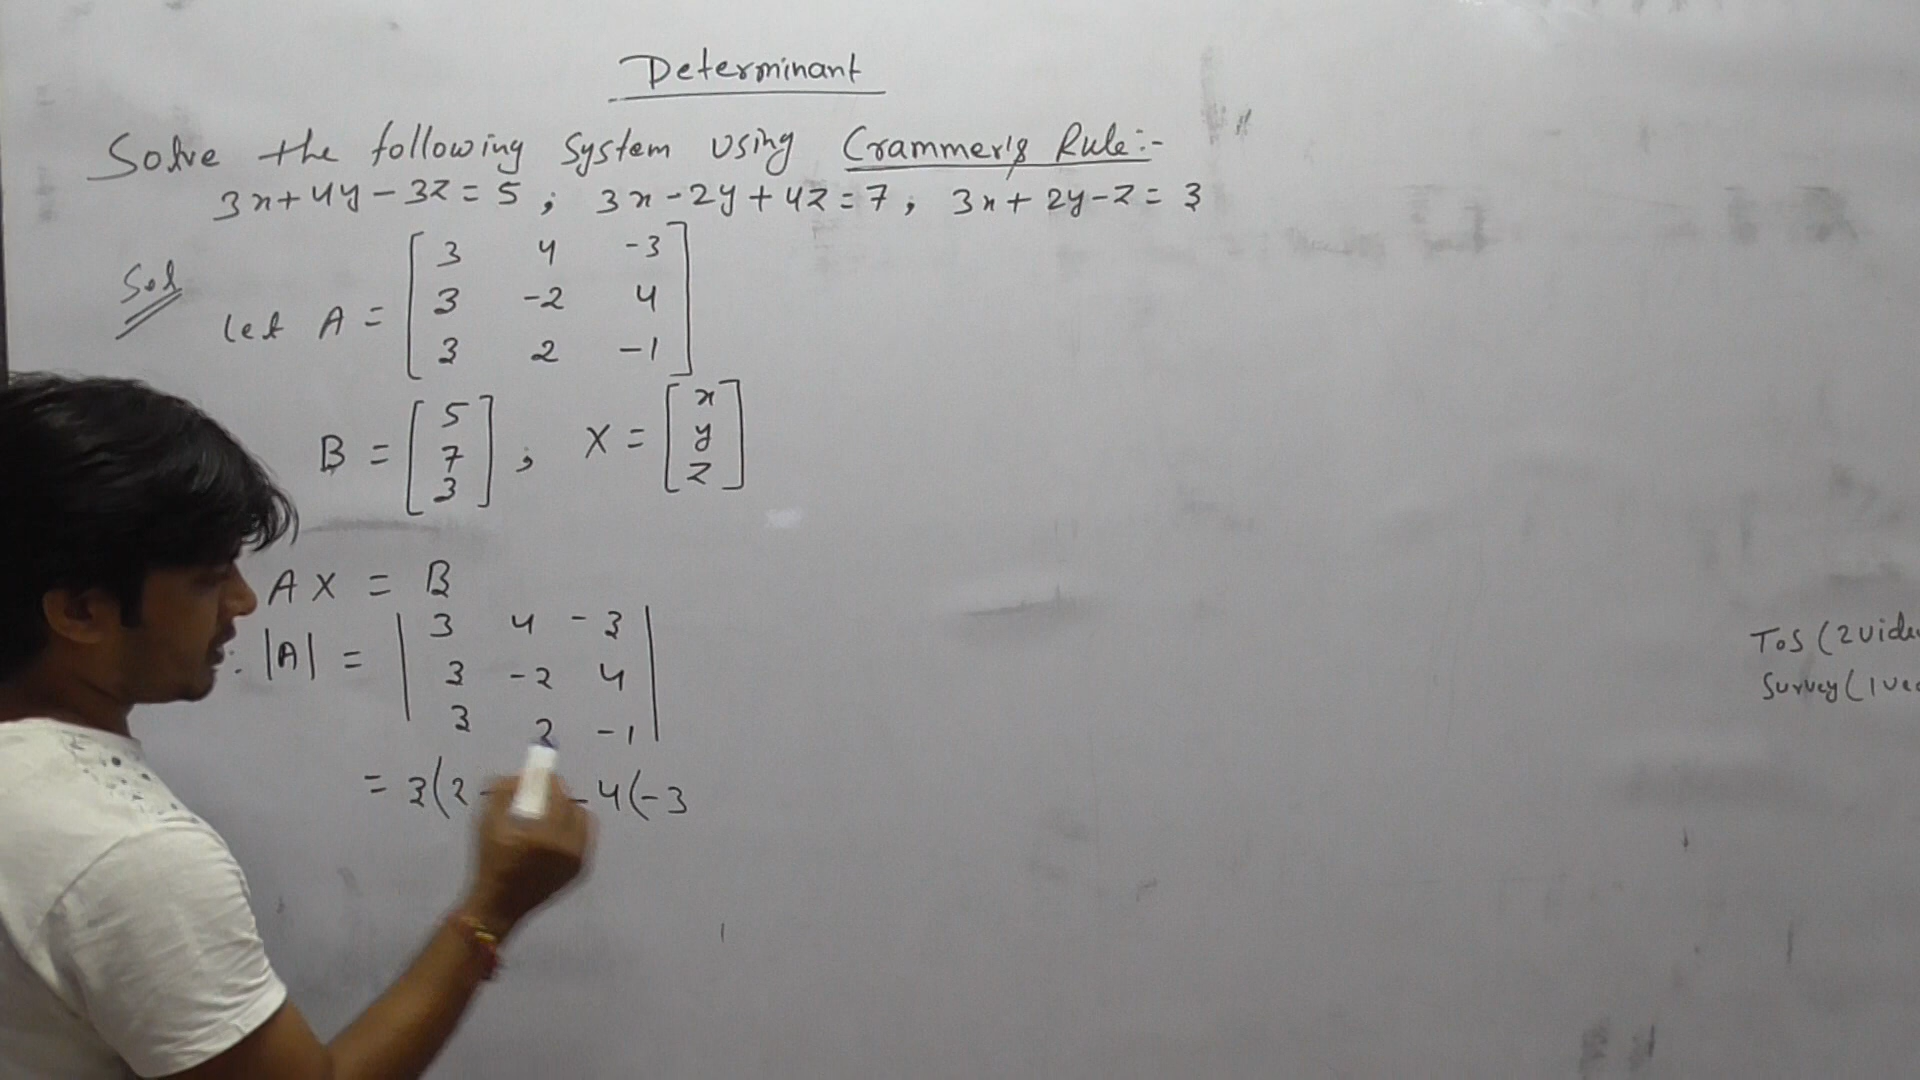 Determinant
Solve the following System using Crammer's Rule:-
3x+4y-3z=5; 3x-2y+4z=7; 3x+2y-z=3
Sol
let A = [3 4 -3
3 -2 4
3 2 -1]
B = [5 7 3], X = [x y z]
AX = B
∴ |A| = |3 4 -3
3 -2 4
3 2 -1|
= 3(2- -4(-3
TOS (2
Survey (1